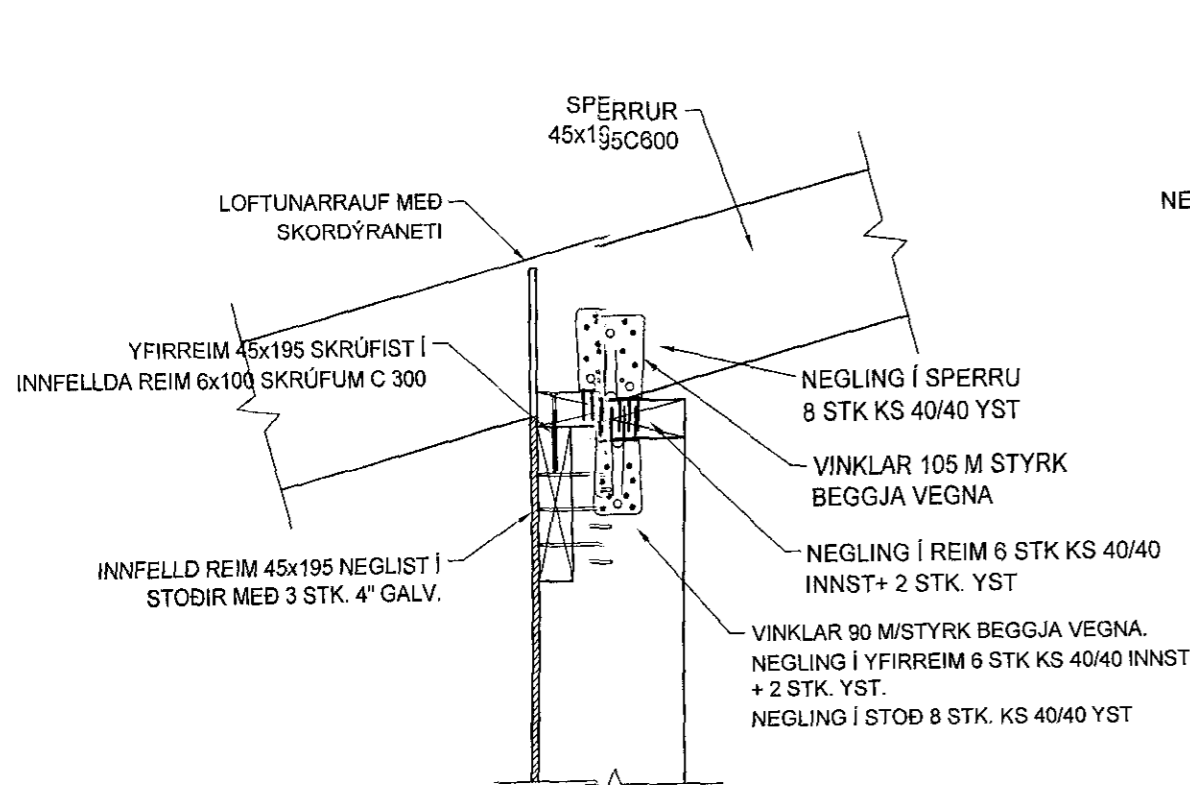 SPERRUR
45x195C600
LOFTUNARRAUF MEÐ
SKORDÝRANETI
NE
YFIRREIM 45x195 SKRÚFIST Í
INNFELLDA REIM 6x100 SKRÚFUM C 300
NEGLING Í SPERRU
8 STK KS 40/40 YST
VINKLAR 105 M STYRK
BEGGJA VEGNA
NEGLING Í REIM 6 STK KS 40/40
INNST+ 2 STK. YST
INNFELLD REIM 45x195 NEGLIST Í
STOÐIR MEÐ 3 STK. 4" GALV.
VINKLAR 90 M/STYRK BEGGJA VEGNA.
NEGLING Í YFIRREIM 6 STK KS 40/40 INNST
+ 2 STK. YST.
NEGLING Í STOÐ 8 STK. KS 40/40 YST